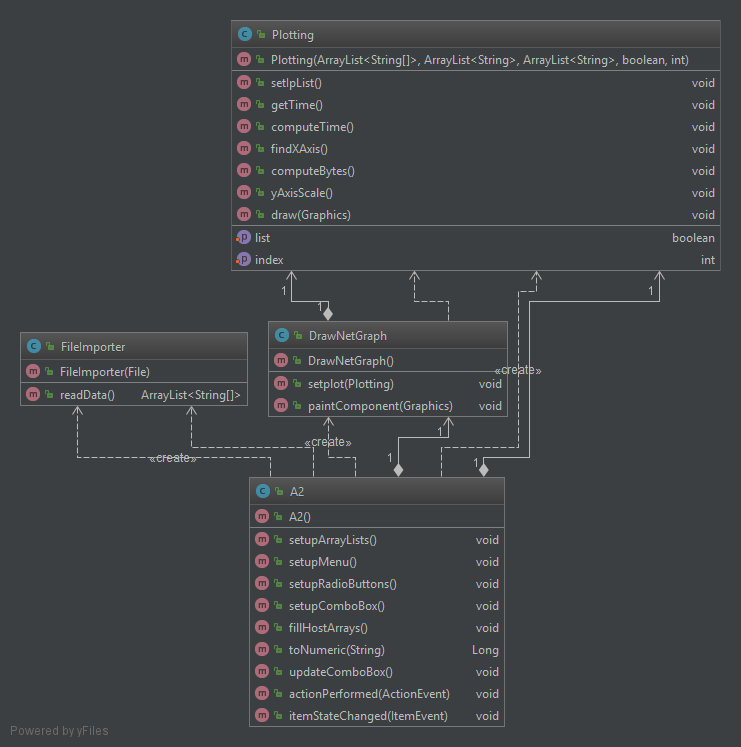 C Plotting
m Plotting(ArrayList<String[]>, ArrayList<String>, ArrayList<String>, boolean, int)
m setIpList() void
m getTime() void
m computeTime() void
m findXAxis() void
m computeBytes() void
m yAxisScale() void
m draw(Graphics) void
p list boolean
p index int
1 1 1
1
C FileImporter
m FileImporter(File)
m readData() ArrayList<String[]>
C DrawNetGraph
m DrawNetGraph()
m setplot(Plotting) void
m paintComponent(Graphics) void
«create»
1
«create»
«create»
1 1
C A2
m A2()
m setupArrayLists() void
m setupMenu() void
m setupRadioButtons() void
m setupComboBox() void
m fillHostArrays() void
m toNumeric(String) Long
m updateComboBox() void
m actionPerformed(ActionEvent) void
m itemStateChanged(ItemEvent) void
Powered by yFiles